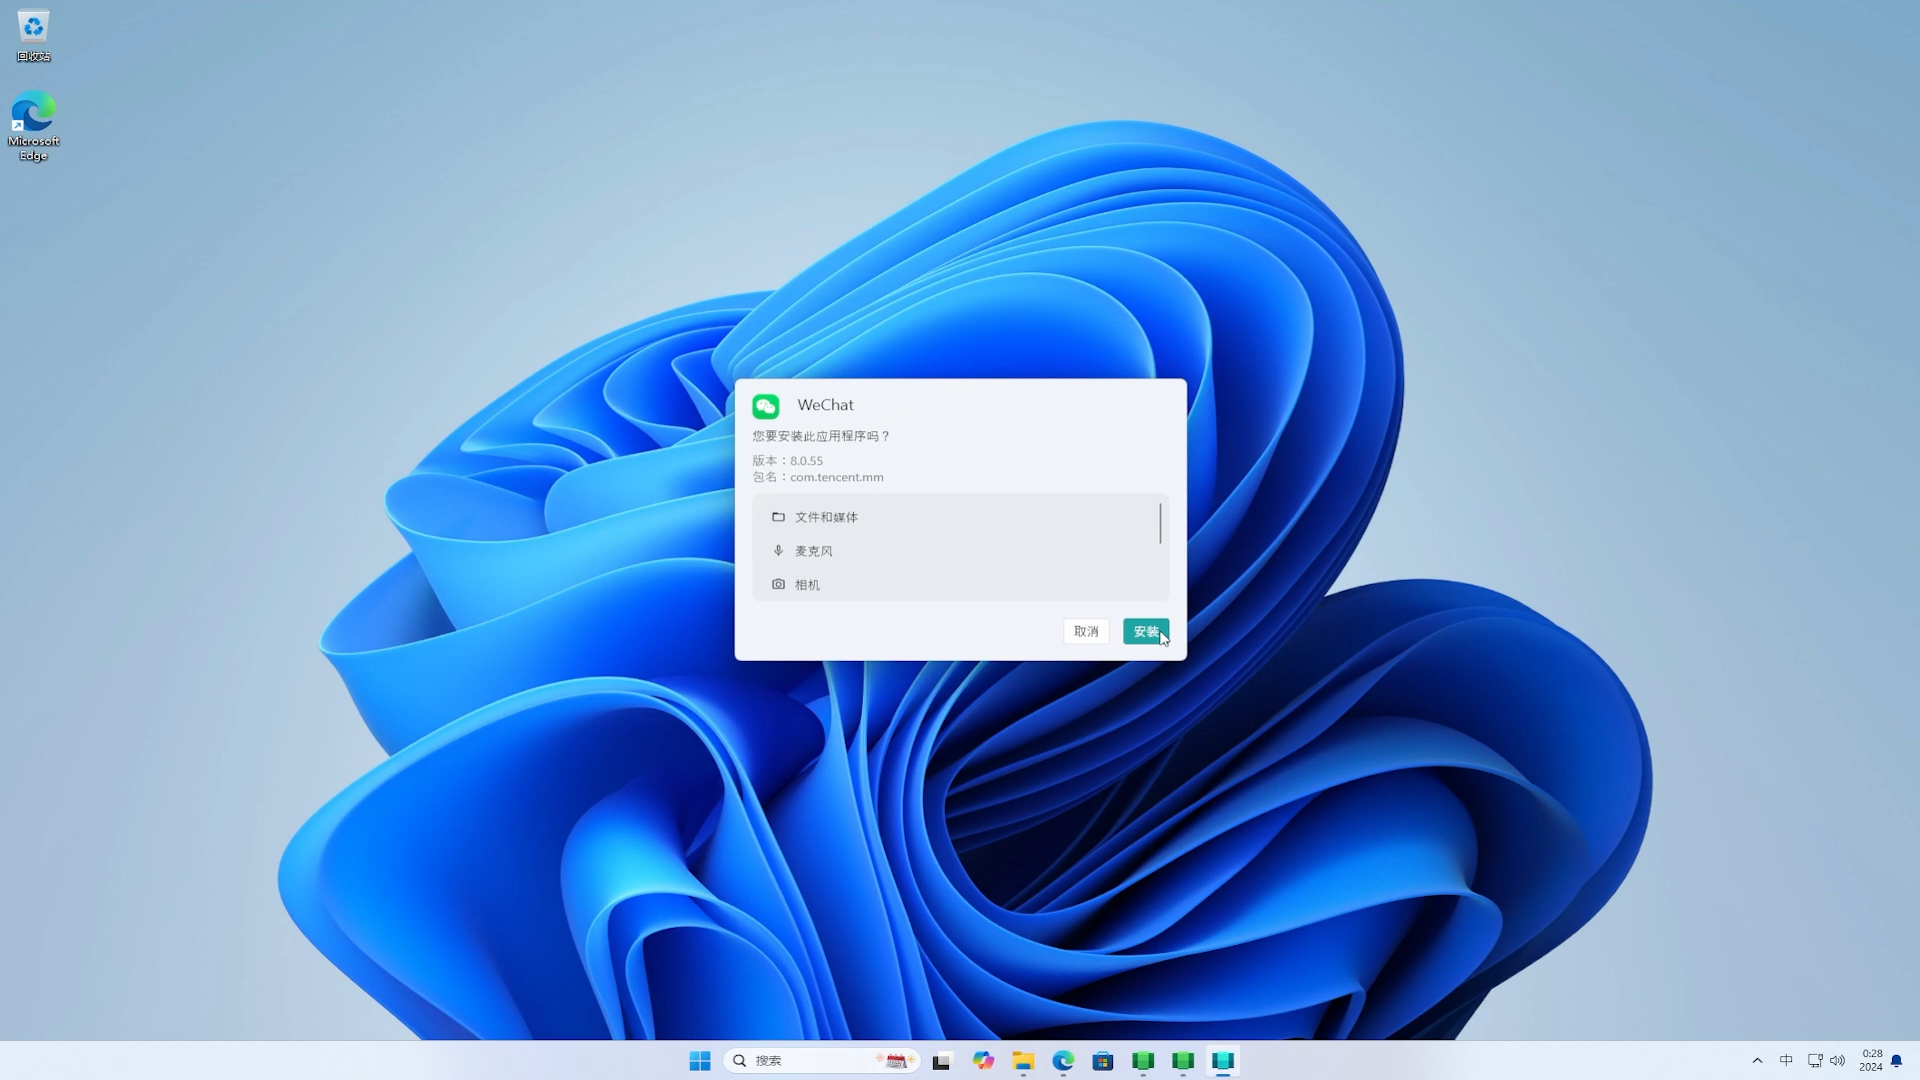 回收站
Microsoft
Edge
WeChat
您要安装此应用程序吗？
版本：8.0.55
包名：com.tencent.mm
文件和媒体
麦克风
相机
取消
安装
搜索
中
0:28
2024